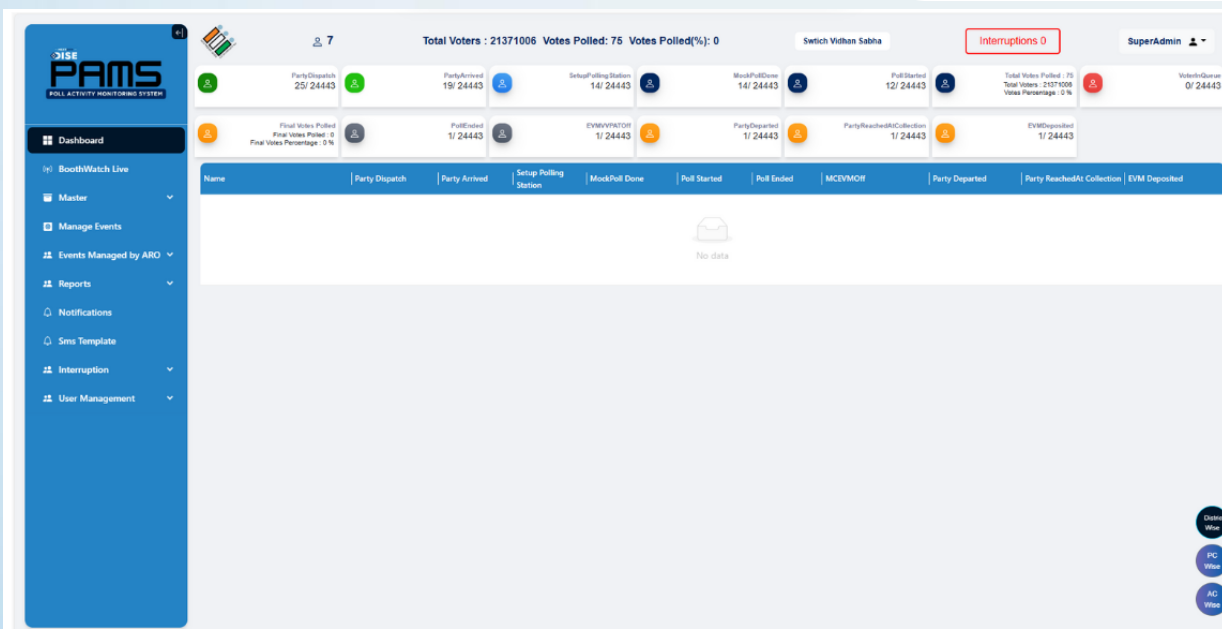 DISE
PAMS
POLL ACTIVITY MONITORING SYSTEM
Dashboard
BoothWatch Live
Master
Manage Events
Events Managed by ARO
Reports
Notifications
Sms Template
Interruption
User Management
7
Total Voters : 21371006 Votes Polled: 75 Votes Polled(%): 0
Swtich Vidhan Sabha
Interruptions 0
SuperAdmin
PartyDispatch
25/ 24443
PartyArrived
19/ 24443
SetupPollingStation
14/ 24443
MockPollDone
14/ 24443
PollStarted
12/ 24443
Total Votes Polled : 75
Total Voters : 21371006
Votes Percentage : 0 %
VoterInQueue
0/ 24443
Final Votes Polled
Final Votes Polled : 0
Final Votes Percentage : 0 %
PollEnded
1/ 24443
EVMVVPATOff
1/ 24443
PartyDeparted
1/ 24443
PartyReachedAtCollection
1/ 24443
EVMDeposited
1/ 24443
Name
Party Dispatch
Party Arrived
Setup Polling
Station
MockPoll Done
Poll Started
Poll Ended
MCEVMOff
Party Departed
Party ReachedAt Collection
EVM Deposited
No data
Distric
Wise
PC
Wise
AC
Wise